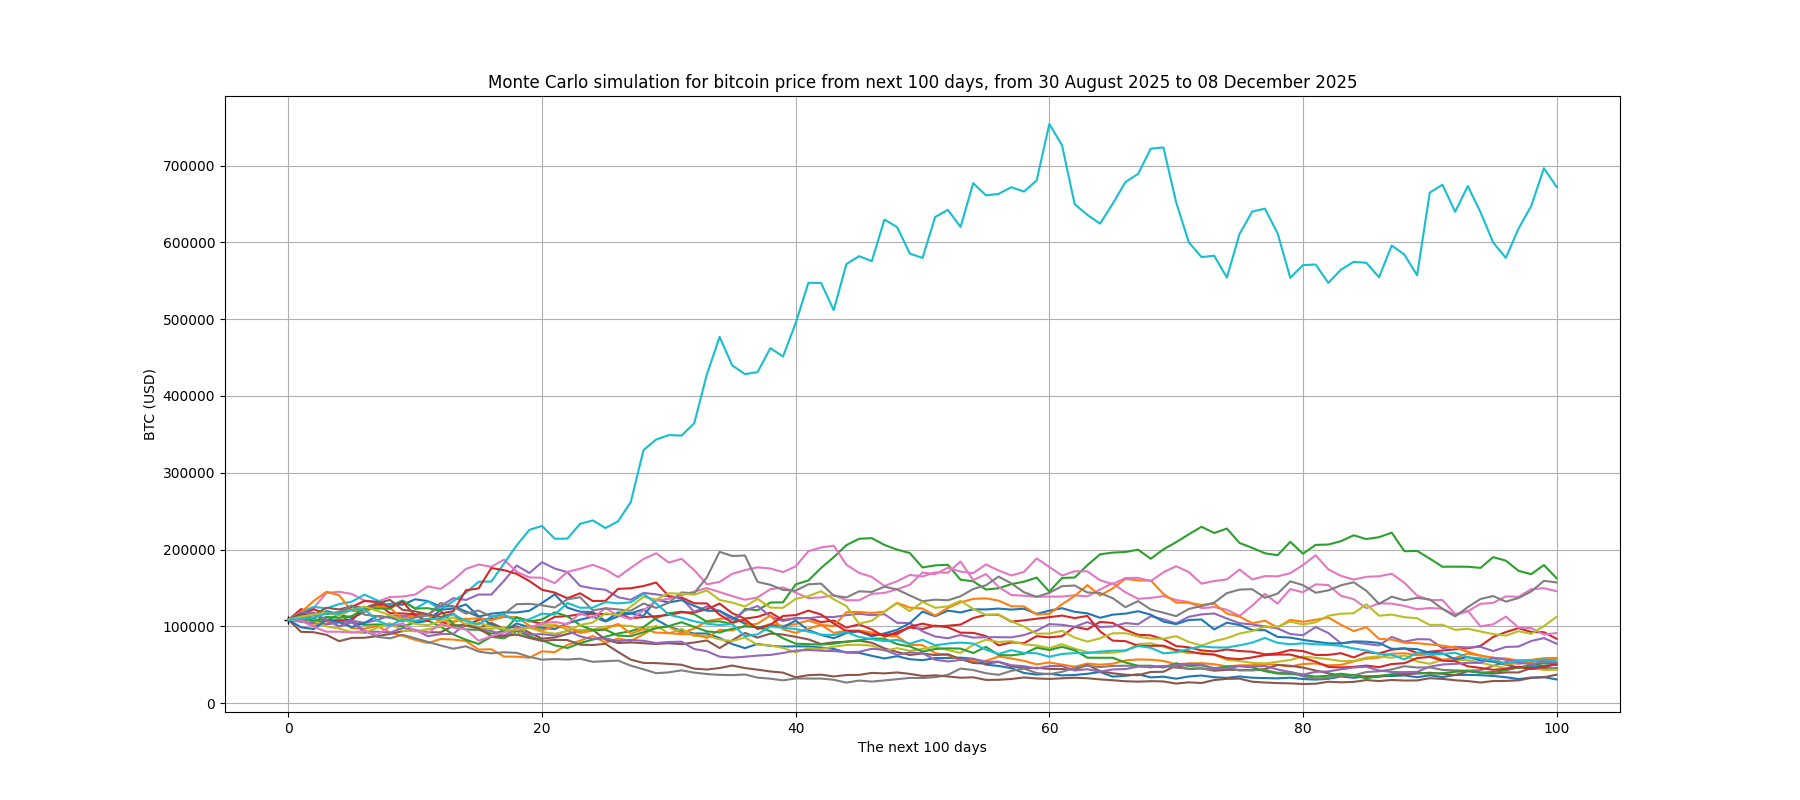 Monte Carlo simulation for bitcoin price from next 100 days, from 30 August 2025 to 08 December 2025
700000
600000
500000
400000
300000
200000
100000
0
BTC (USD)
0 20 40 60 80 100
The next 100 days